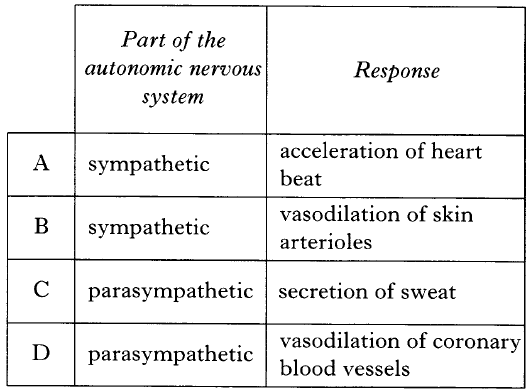 Part of the
autonomic nervous
system
Response
A
sympathetic
acceleration of heart
beat
B
sympathetic
vasodilation of skin
arterioles
C
parasympathetic
secretion of sweat
D
parasympathetic
vasodilation of coronary
blood vessels